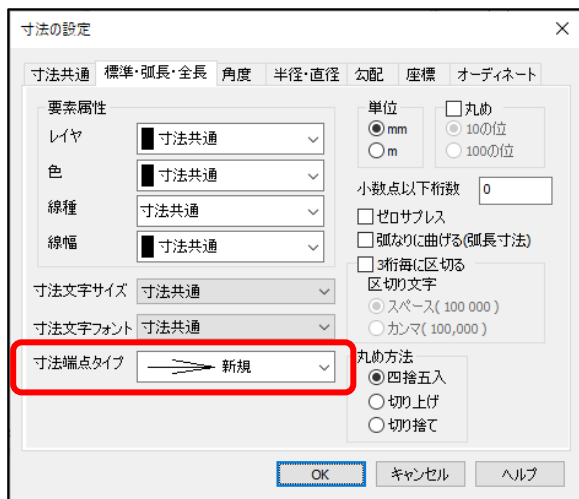 寸法の設定
寸法共通 標準・弧長・全長 角度 半径・直径 勾配 座標 オーディネート
要素属性
レイヤ 寸法共通
色 寸法共通
線種 寸法共通
線幅 寸法共通
寸法文字サイズ 寸法共通
寸法文字フォント 寸法共通
寸法端点タイプ 新規
単位
mm
m
丸め
10の位
100の位
小数点以下桁数 0
ゼロサプレス
弧なりに曲げる(弧長寸法)
3桁毎に区切る
区切り文字
スペース( 100 000 )
カンマ( 100,000 )
丸め方法
四捨五入
切り上げ
切り捨て
OK キャンセル ヘルプ